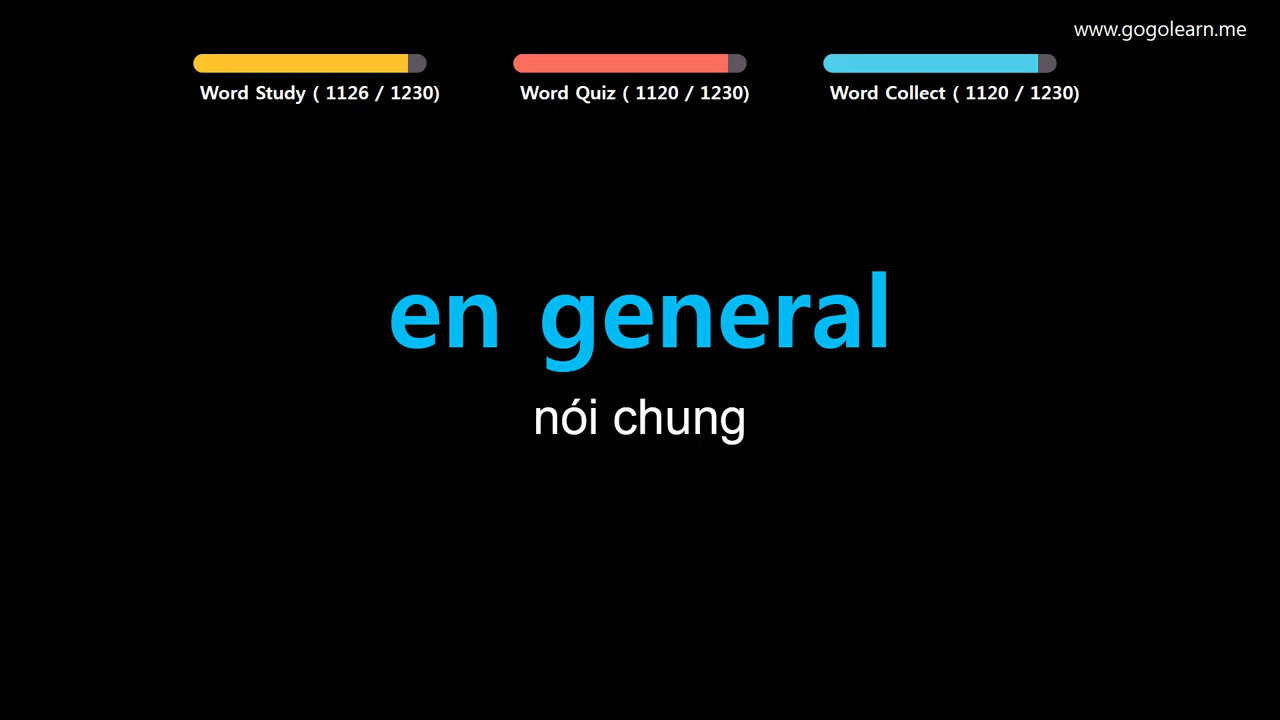 www.gogolearn.me
Word Study ( 1126 / 1230)
Word Quiz ( 1120 / 1230)
Word Collect ( 1120 / 1230)
en general
nói chung